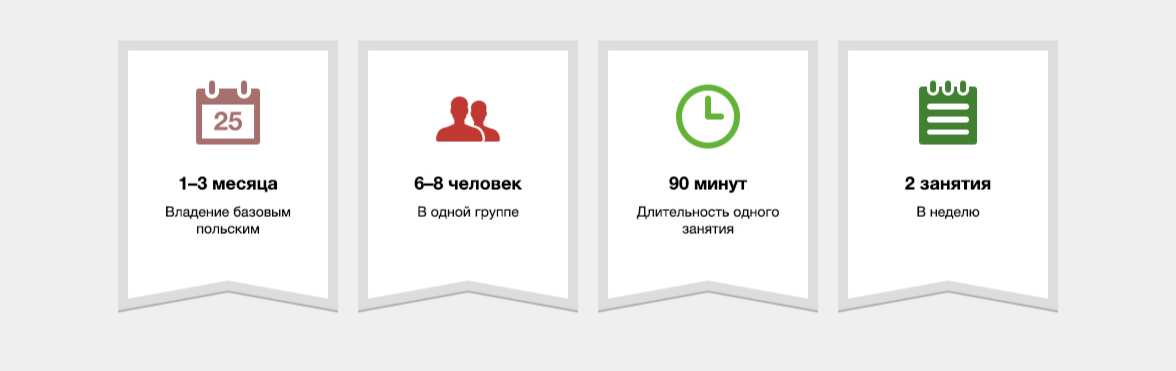 25
1–3 месяца
Владение базовым
польским
6–8 человек
В одной группе
90 минут
Длительность одного
занятия
2 занятия
В неделю